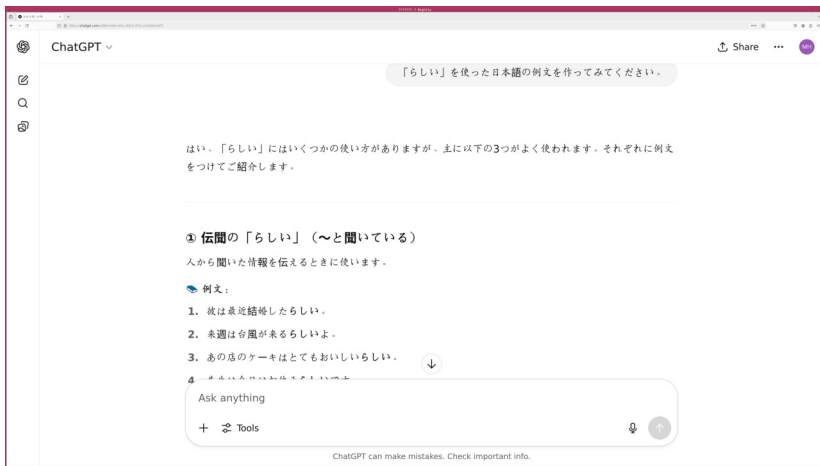 ChatGPT
Share
MH
「らしい」を使った日本語の例文を作ってみてください。
はい、「らしい」にはいくつかの使い方がありますが、主に以下の3つがよく使われます。それぞれに例文
をつけてご紹介します。
① 伝聞の「らしい」（〜と聞いている）
人から聞いた情報を伝えるときに使います。
例文：
1. 彼は最近結婚したらしい。
2. 来週は台風が来るらしいよ。
3. あの店のケーキはとてもおいしいらしい。
4
Ask anything
Tools
ChatGPT can make mistakes. Check important info.